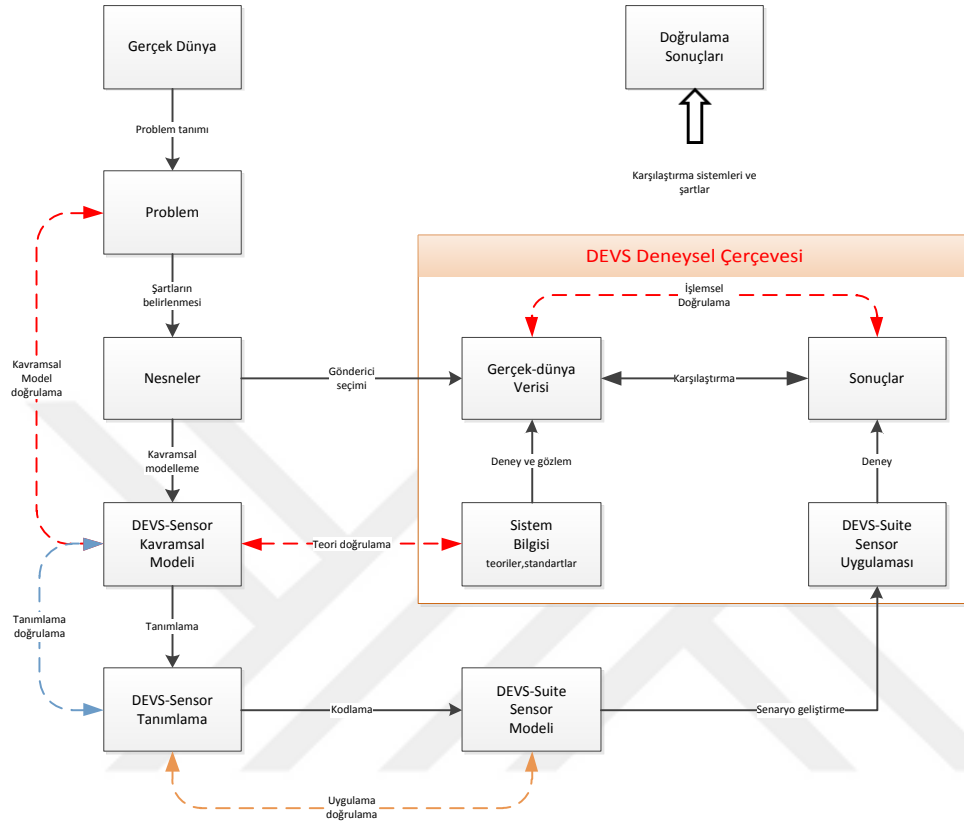 Gerçek Dünya
Doğrulama
Sonuçları
Problem tanımı
Karşılaştırma sistemleri ve
şartlar
Problem
DEVS Deneysel Çerçevesi
Şartların
belirlenmesi
İşlemsel
Doğrulama
Kavramsal
Model
doğrulama
Nesneler
Gönderici
seçimi
Gerçek-dünya
Verisi
Karşılaştırma
Sonuçlar
Kavramsal
modelleme
Deney ve gözlem
Deney
DEVS-Sensor
Kavramsal
Modeli
Teori doğrulama
Sistem
Bilgisi
teoriler,standartlar
DEVS-Suite
Sensor
Uygulaması
Tanımlama
doğrulama
Tanımlama
DEVS-Sensor
Tanımlama
Kodlama
DEVS-Suite
Sensor
Modeli
Senaryo geliştirme
Uygulama
doğrulama